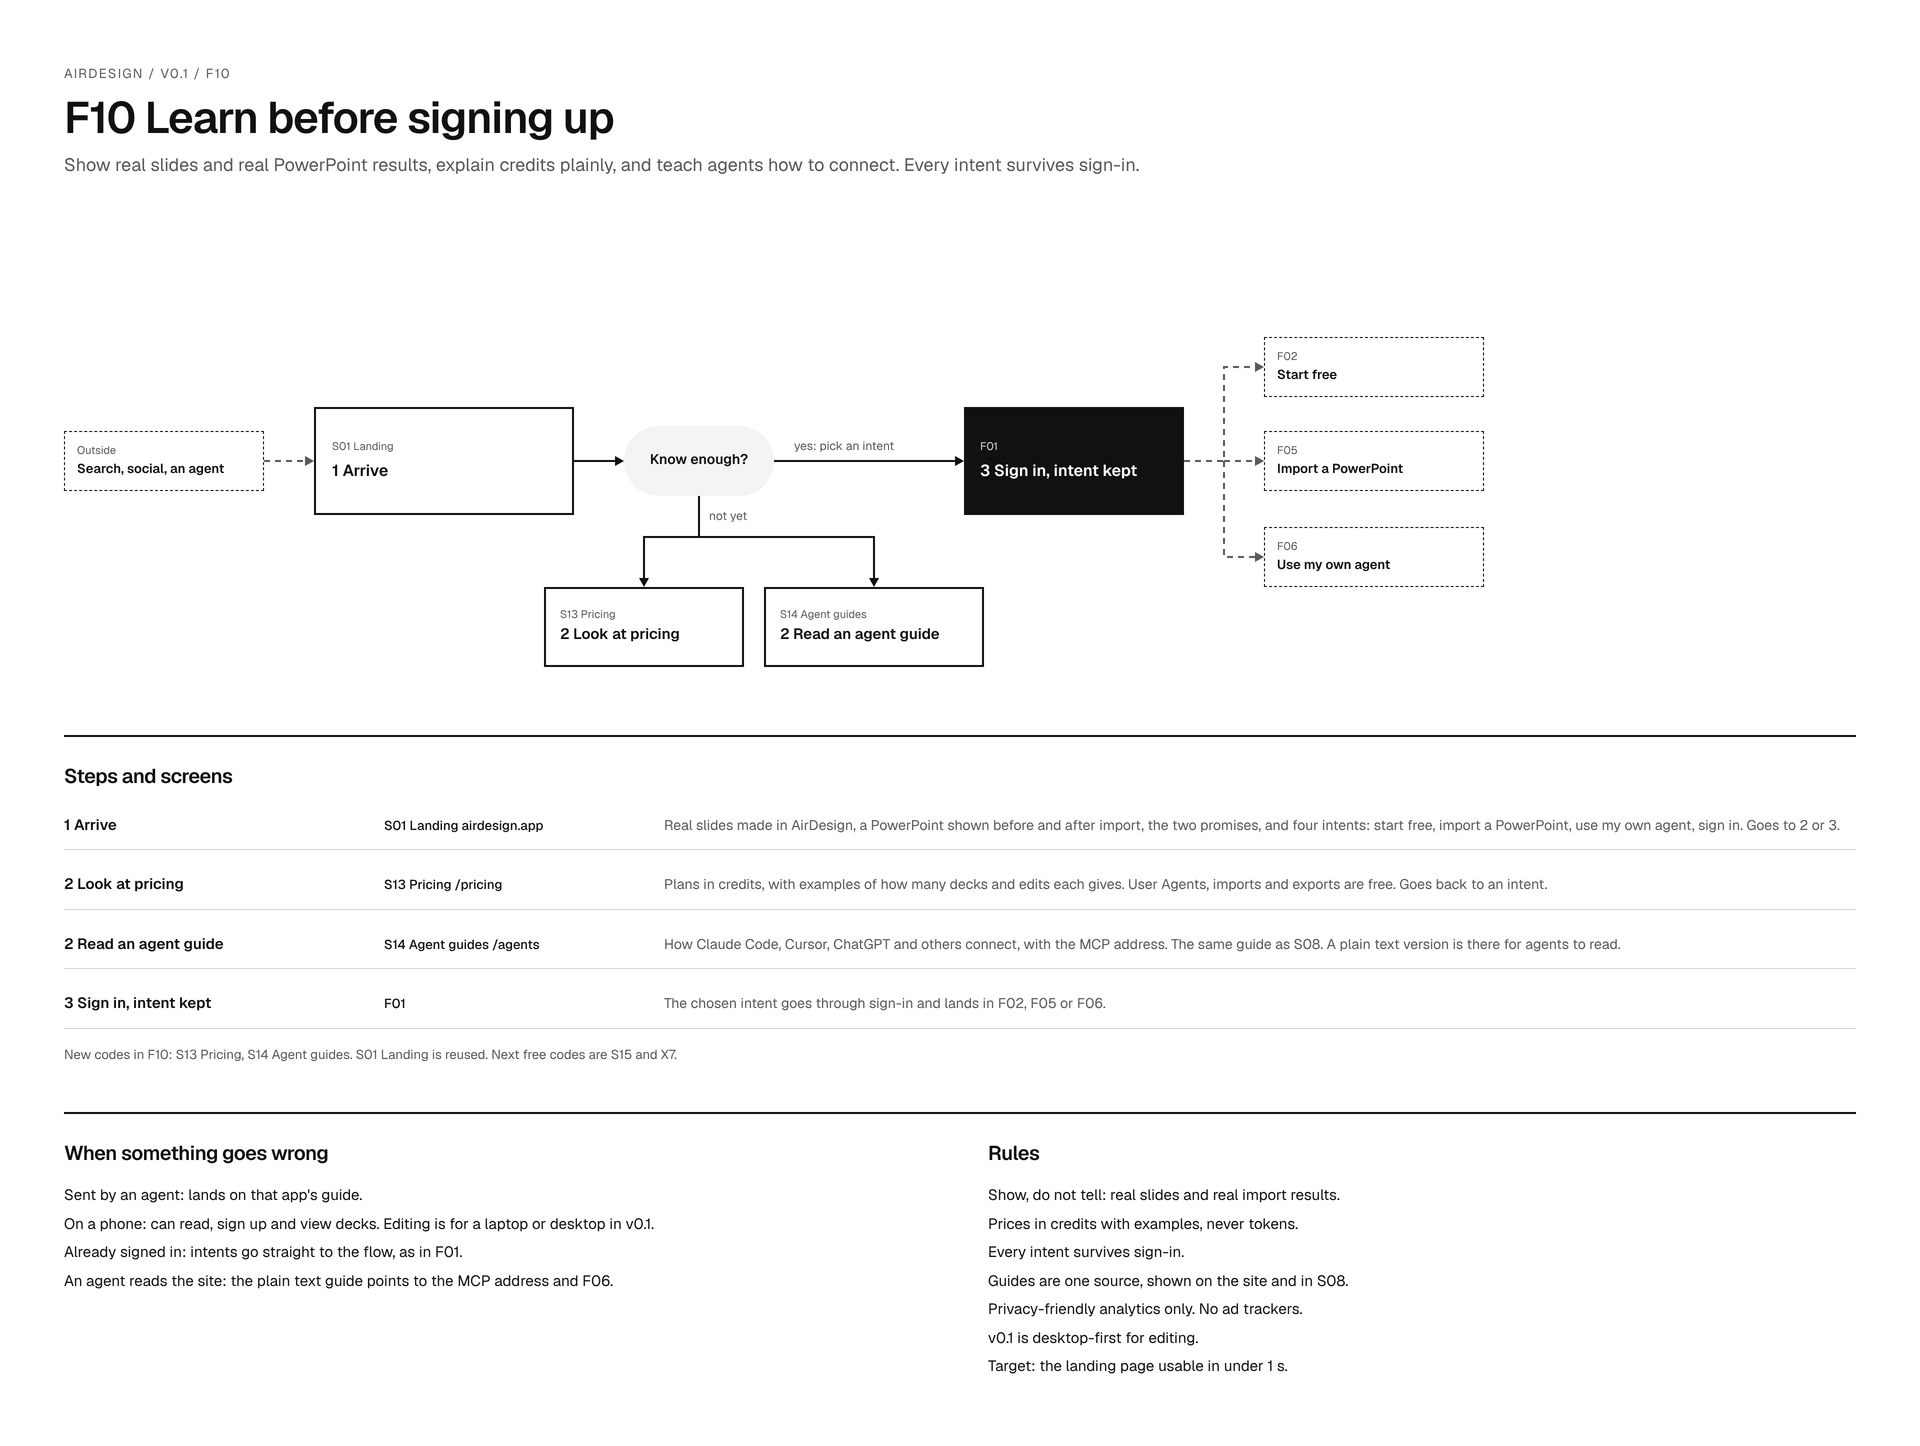 AIRDESIGN / V0.1 / F10
F10 Learn before signing up
Show real slides and real PowerPoint results, explain credits plainly, and teach agents how to connect. Every intent survives sign-in.
Outside
Search, social, an agent
S01 Landing
1 Arrive
Know enough?
yes: pick an intent
not yet
S13 Pricing
2 Look at pricing
S14 Agent guides
2 Read an agent guide
F01
3 Sign in, intent kept
F02
Start free
F05
Import a PowerPoint
F06
Use my own agent
Steps and screens
1 Arrive S01 Landing airdesign.app Real slides made in AirDesign, a PowerPoint shown before and after import, the two promises, and four intents: start free, import a PowerPoint, use my own agent, sign in. Goes to 2 or 3.
2 Look at pricing S13 Pricing /pricing Plans in credits, with examples of how many decks and edits each gives. User Agents, imports and exports are free. Goes back to an intent.
2 Read an agent guide S14 Agent guides /agents How Claude Code, Cursor, ChatGPT and others connect, with the MCP address. The same guide as S08. A plain text version is there for agents to read.
3 Sign in, intent kept F01 The chosen intent goes through sign-in and lands in F02, F05 or F06.
New codes in F10: S13 Pricing, S14 Agent guides. S01 Landing is reused. Next free codes are S15 and X7.
When something goes wrong
Sent by an agent: lands on that app's guide.
On a phone: can read, sign up and view decks. Editing is for a laptop or desktop in v0.1.
Already signed in: intents go straight to the flow, as in F01.
An agent reads the site: the plain text guide points to the MCP address and F06.
Rules
Show, do not tell: real slides and real import results.
Prices in credits with examples, never tokens.
Every intent survives sign-in.
Guides are one source, shown on the site and in S08.
Privacy-friendly analytics only. No ad trackers.
v0.1 is desktop-first for editing.
Target: the landing page usable in under 1 s.